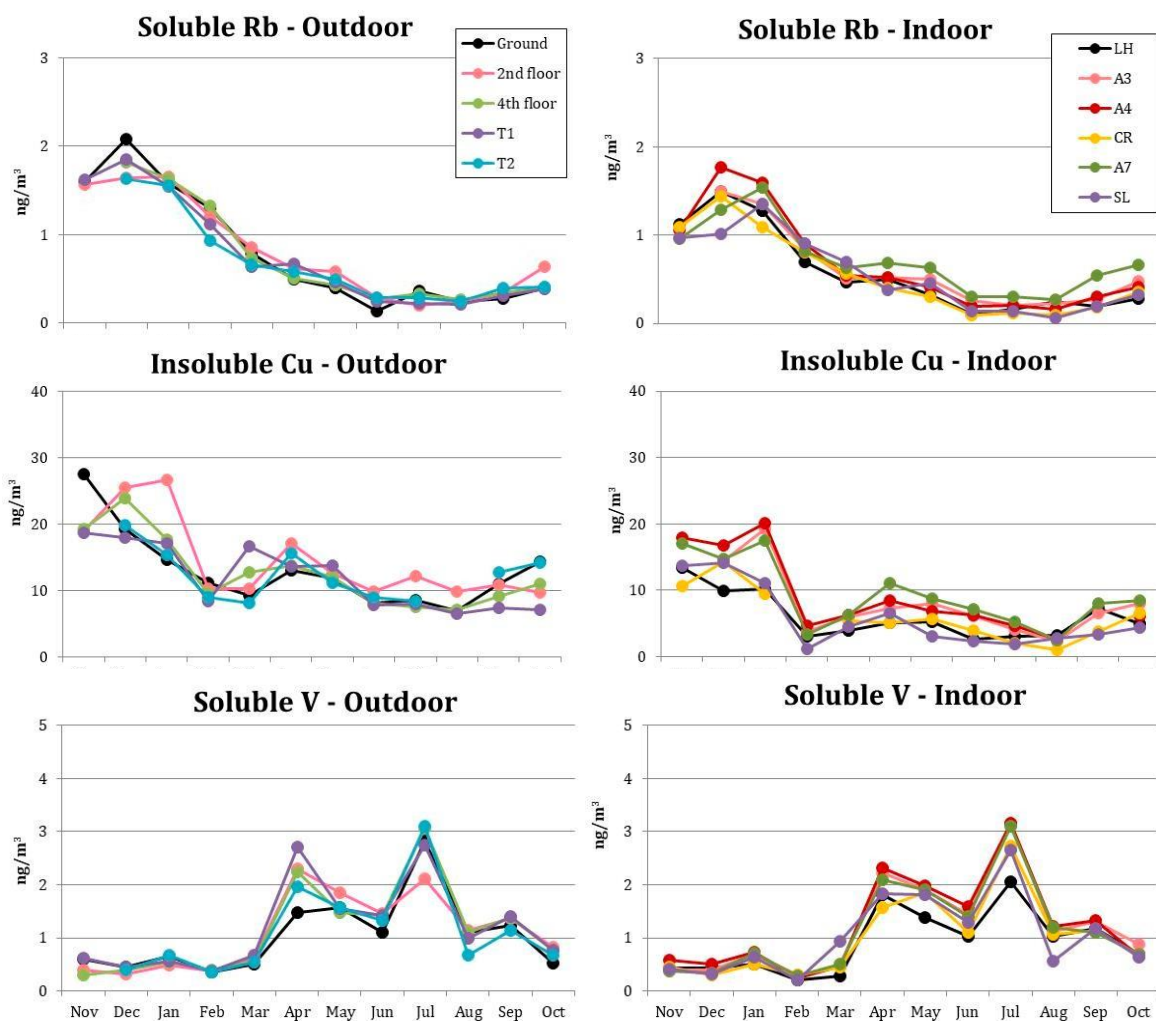 Soluble Rb - Outdoor
Ground
2nd floor
4th floor
T1
T2
3
2
1
0
ng/m³
Soluble Rb - Indoor
LH
A3
A4
CR
A7
SL
3
2
1
0
ng/m³
Insoluble Cu - Outdoor
40
30
20
10
0
ng/m³
Insoluble Cu - Indoor
40
30
20
10
0
ng/m³
Soluble V - Outdoor
5
4
3
2
1
0
ng/m³
Nov Dec Jan Feb Mar Apr May Jun Jul Aug Sep Oct
Soluble V - Indoor
5
4
3
2
1
0
ng/m³
Nov Dec Jan Feb Mar Apr May Jun Jul Aug Sep Oct